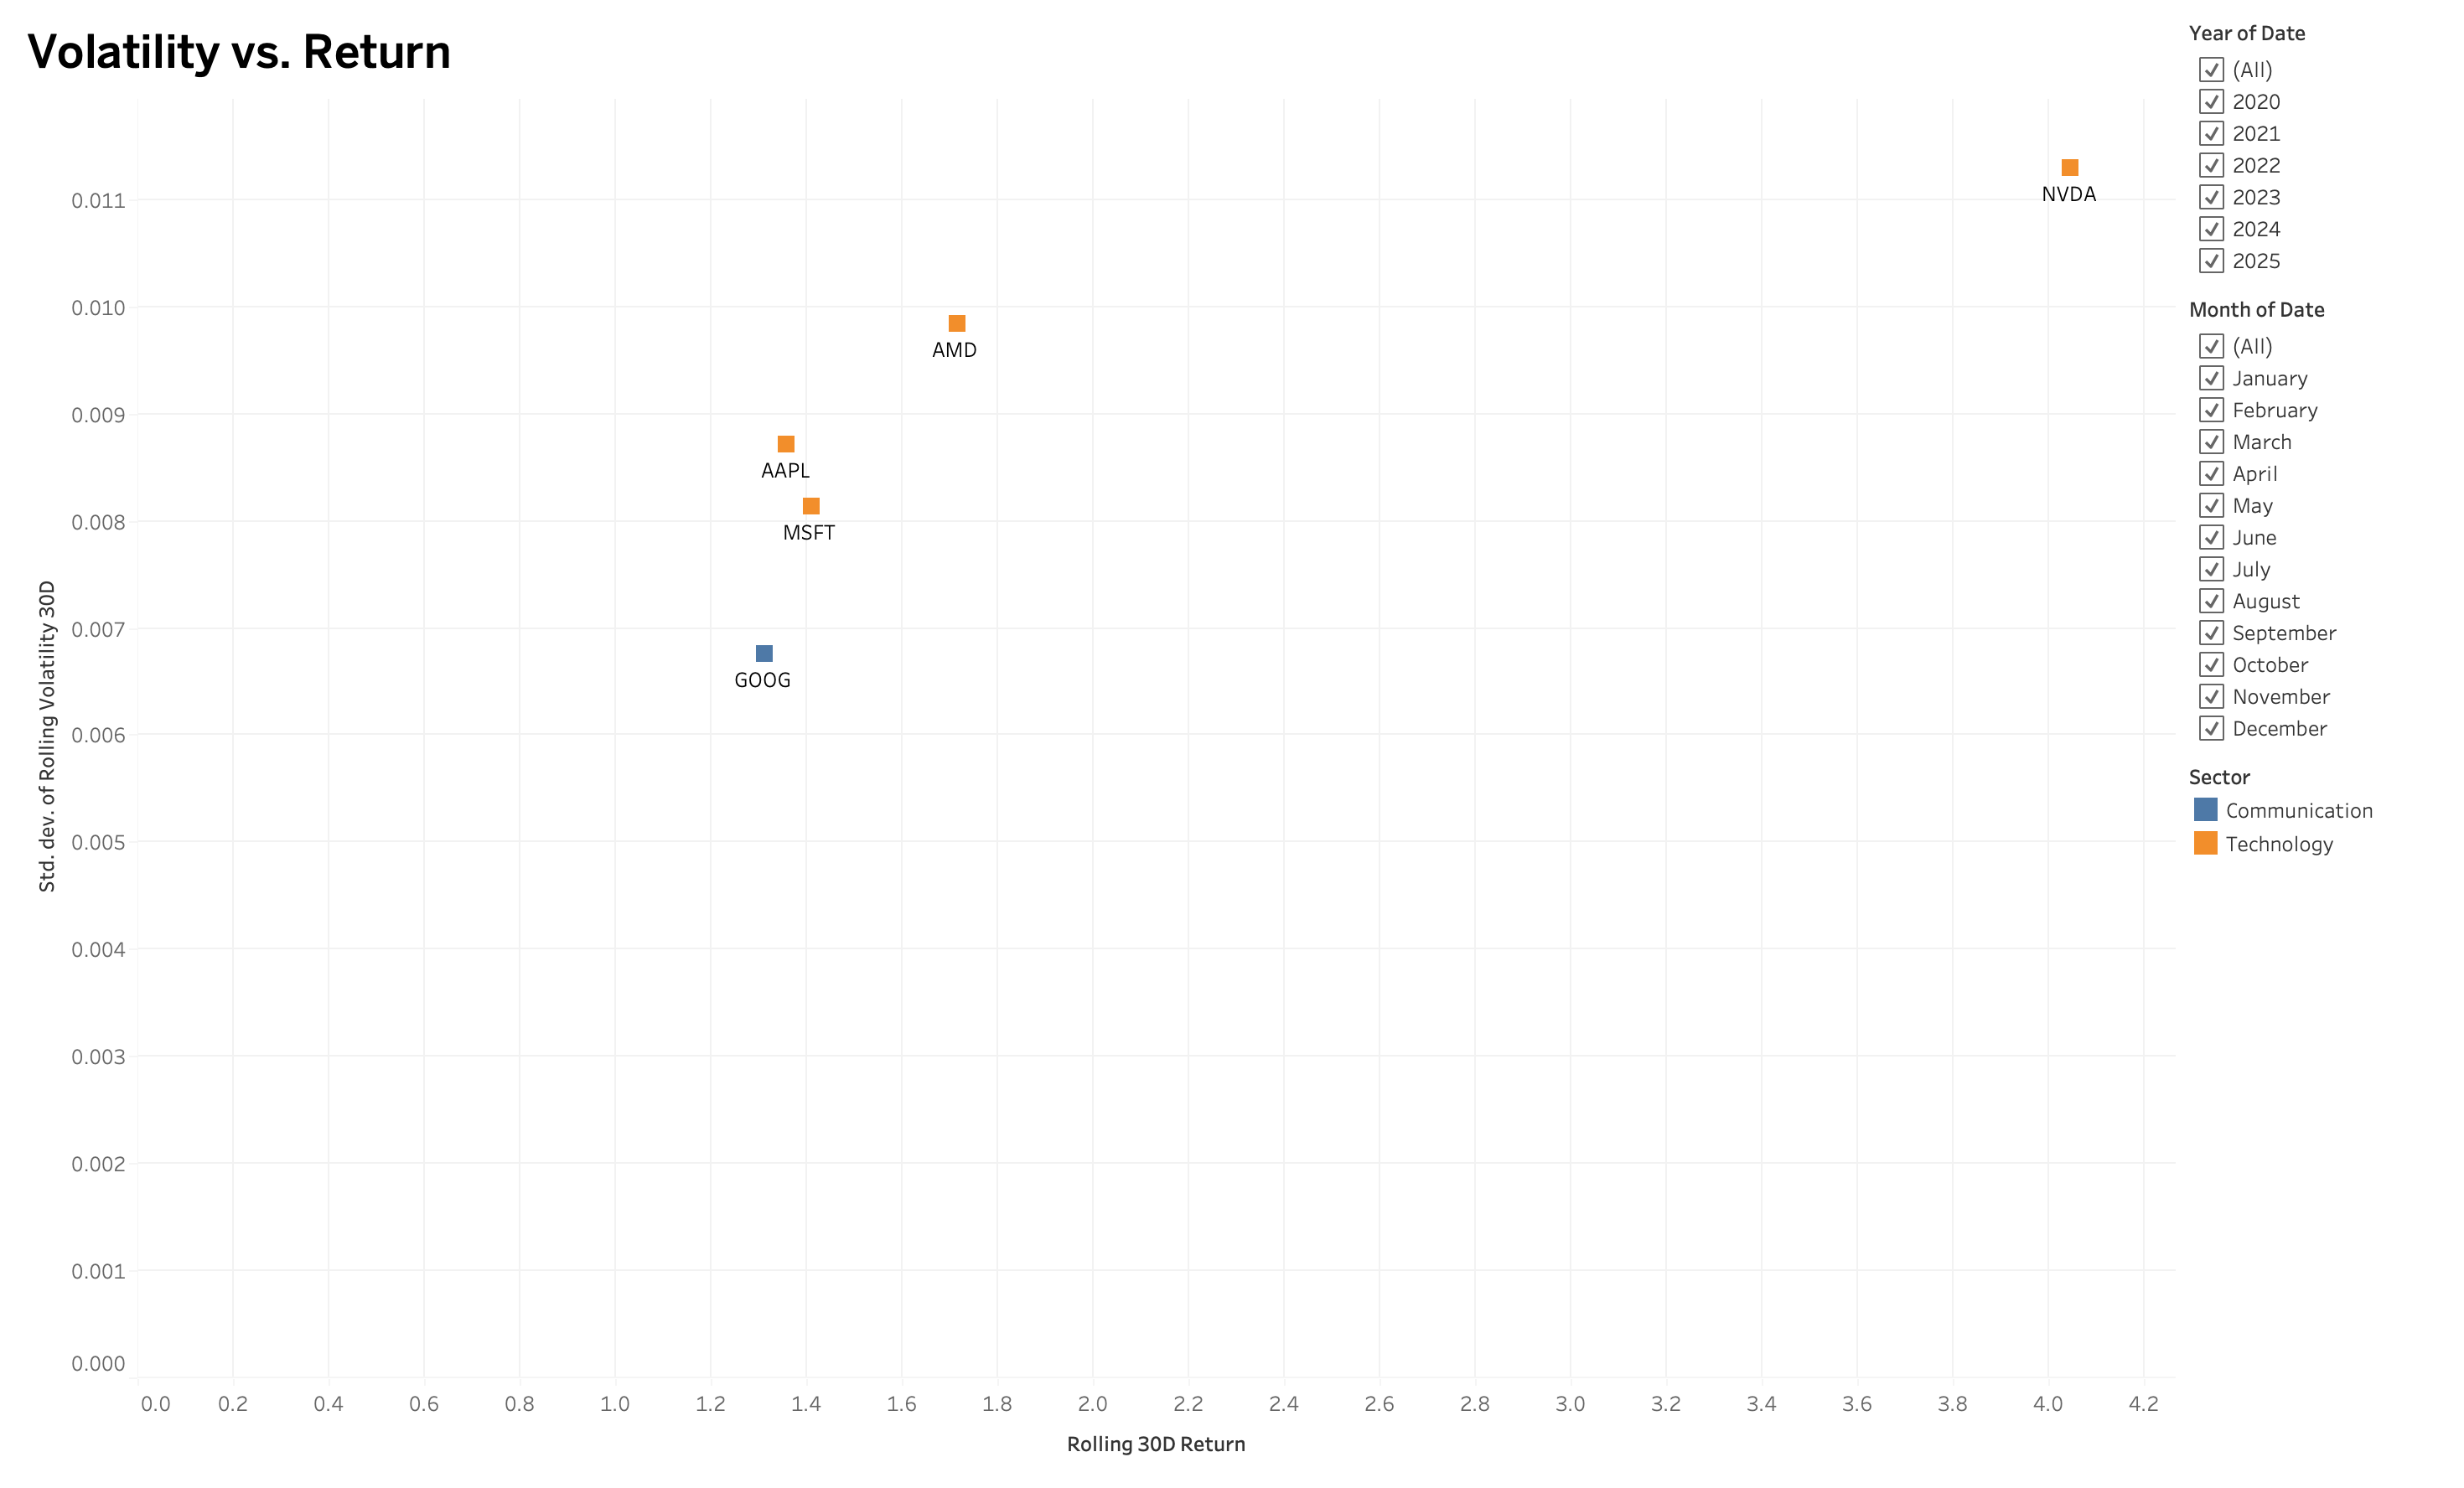 Volatility vs. Return
0.011
0.010
0.009
0.008
0.007
0.006
0.005
0.004
0.003
0.002
0.001
0.000
Std. dev. of Rolling Volatility 30D
NVDA
AMD
AAPL
MSFT
GOOG
0.0 0.2 0.4 0.6 0.8 1.0 1.2 1.4 1.6 1.8 2.0 2.2 2.4 2.6 2.8 3.0 3.2 3.4 3.6 3.8 4.0 4.2
Rolling 30D Return
Year of Date
(All)
2020
2021
2022
2023
2024
2025
Month of Date
(All)
January
February
March
April
May
June
July
August
September
October
November
December
Sector
Communication
Technology